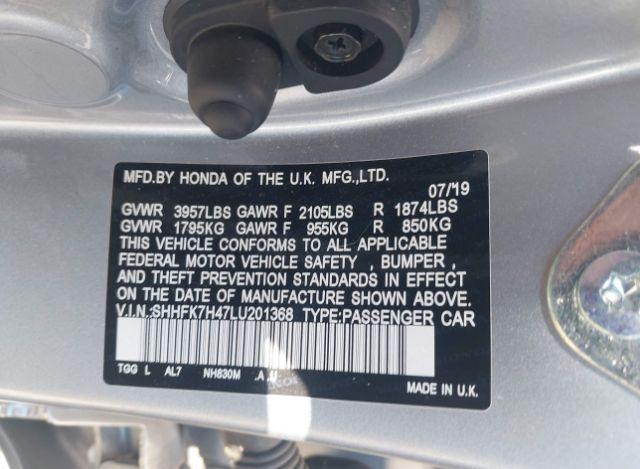 MFD.BY HONDA OF THE U.K. MFG.,LTD.
07/'19
GVWR 3957LBS GAWR F 2105LBS R 1874LBS
GVWR 1795KG GAWR F 955KG R 850KG
THIS VEHICLE CONFORMS TO ALL APPLICABLE
FEDERAL MOTOR VEHICLE SAFETY , BUMPER ,
AND THEFT PREVENTION STANDARDS IN EFFECT
ON THE DATE OF MANUFACTURE SHOWN ABOVE.
V.I.N.:SHHFK7H47LU201368 TYPE:PASSENGER CAR
TGG L AL7 NH830M .A
MADE IN U.K.